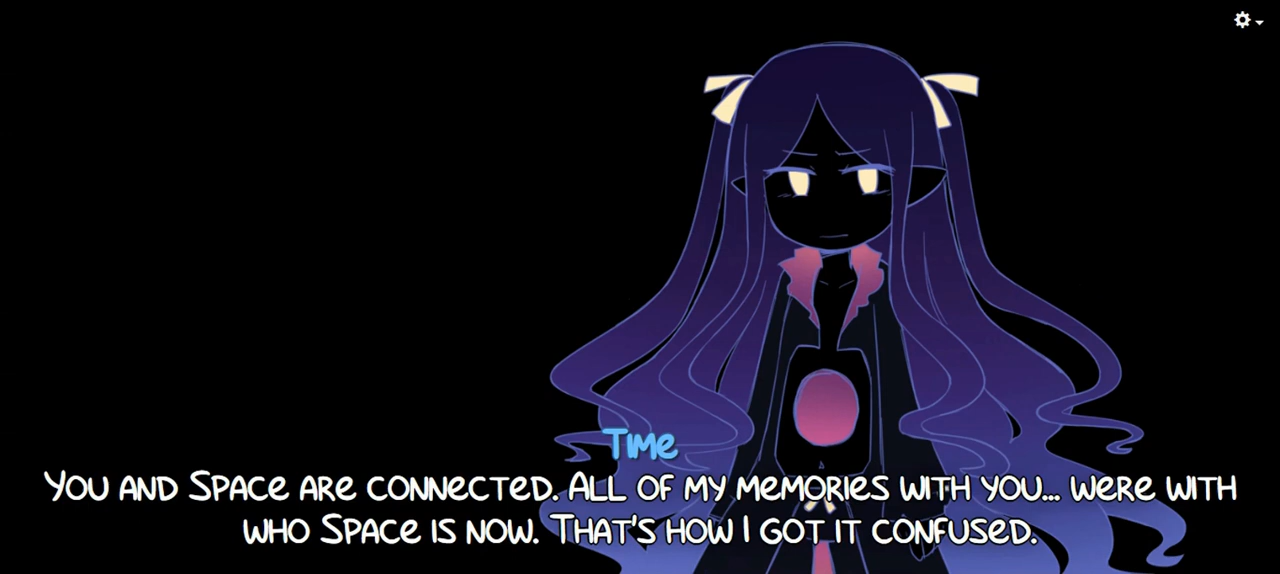 Time
You and Space are connected. All of my memories with you... were with
who Space is now. That's how I got it confused.